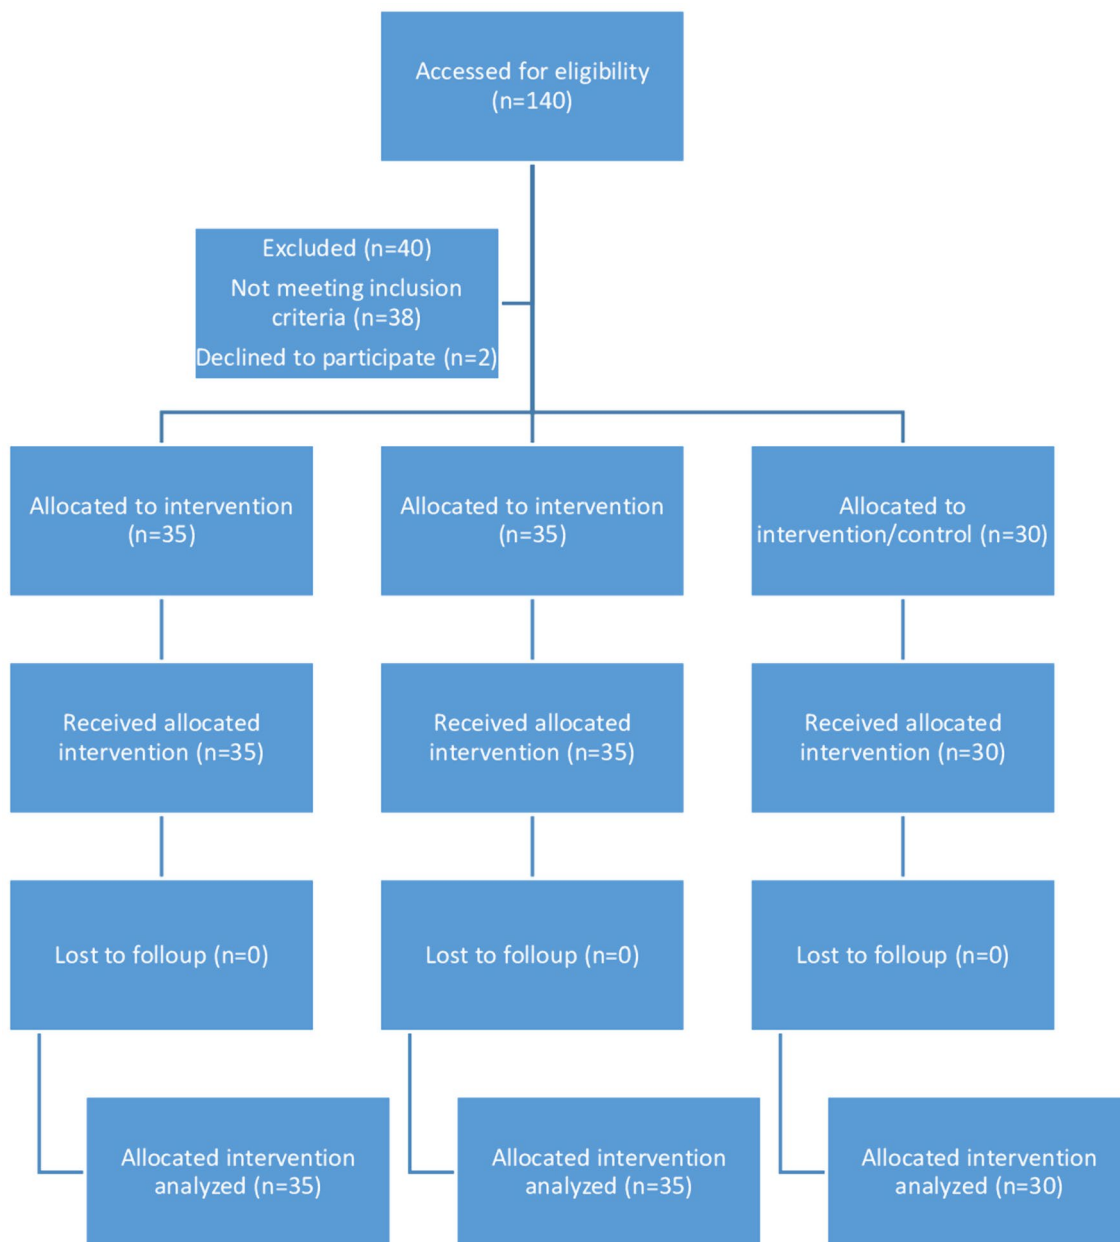 Accessed for eligibility
(n=140)
Excluded (n=40)
Not meeting inclusion
criteria (n=38)
Declined to participate (n=2)
Allocated to intervention
(n=35)
Allocated to intervention
(n=35)
Allocated to
intervention/control (n=30)
Received allocated
intervention (n=35)
Received allocated
intervention (n=35)
Received allocated
intervention (n=30)
Lost to folloup (n=0)
Lost to folloup (n=0)
Lost to folloup (n=0)
Allocated intervention
analyzed (n=35)
Allocated intervention
analyzed (n=35)
Allocated intervention
analyzed (n=30)